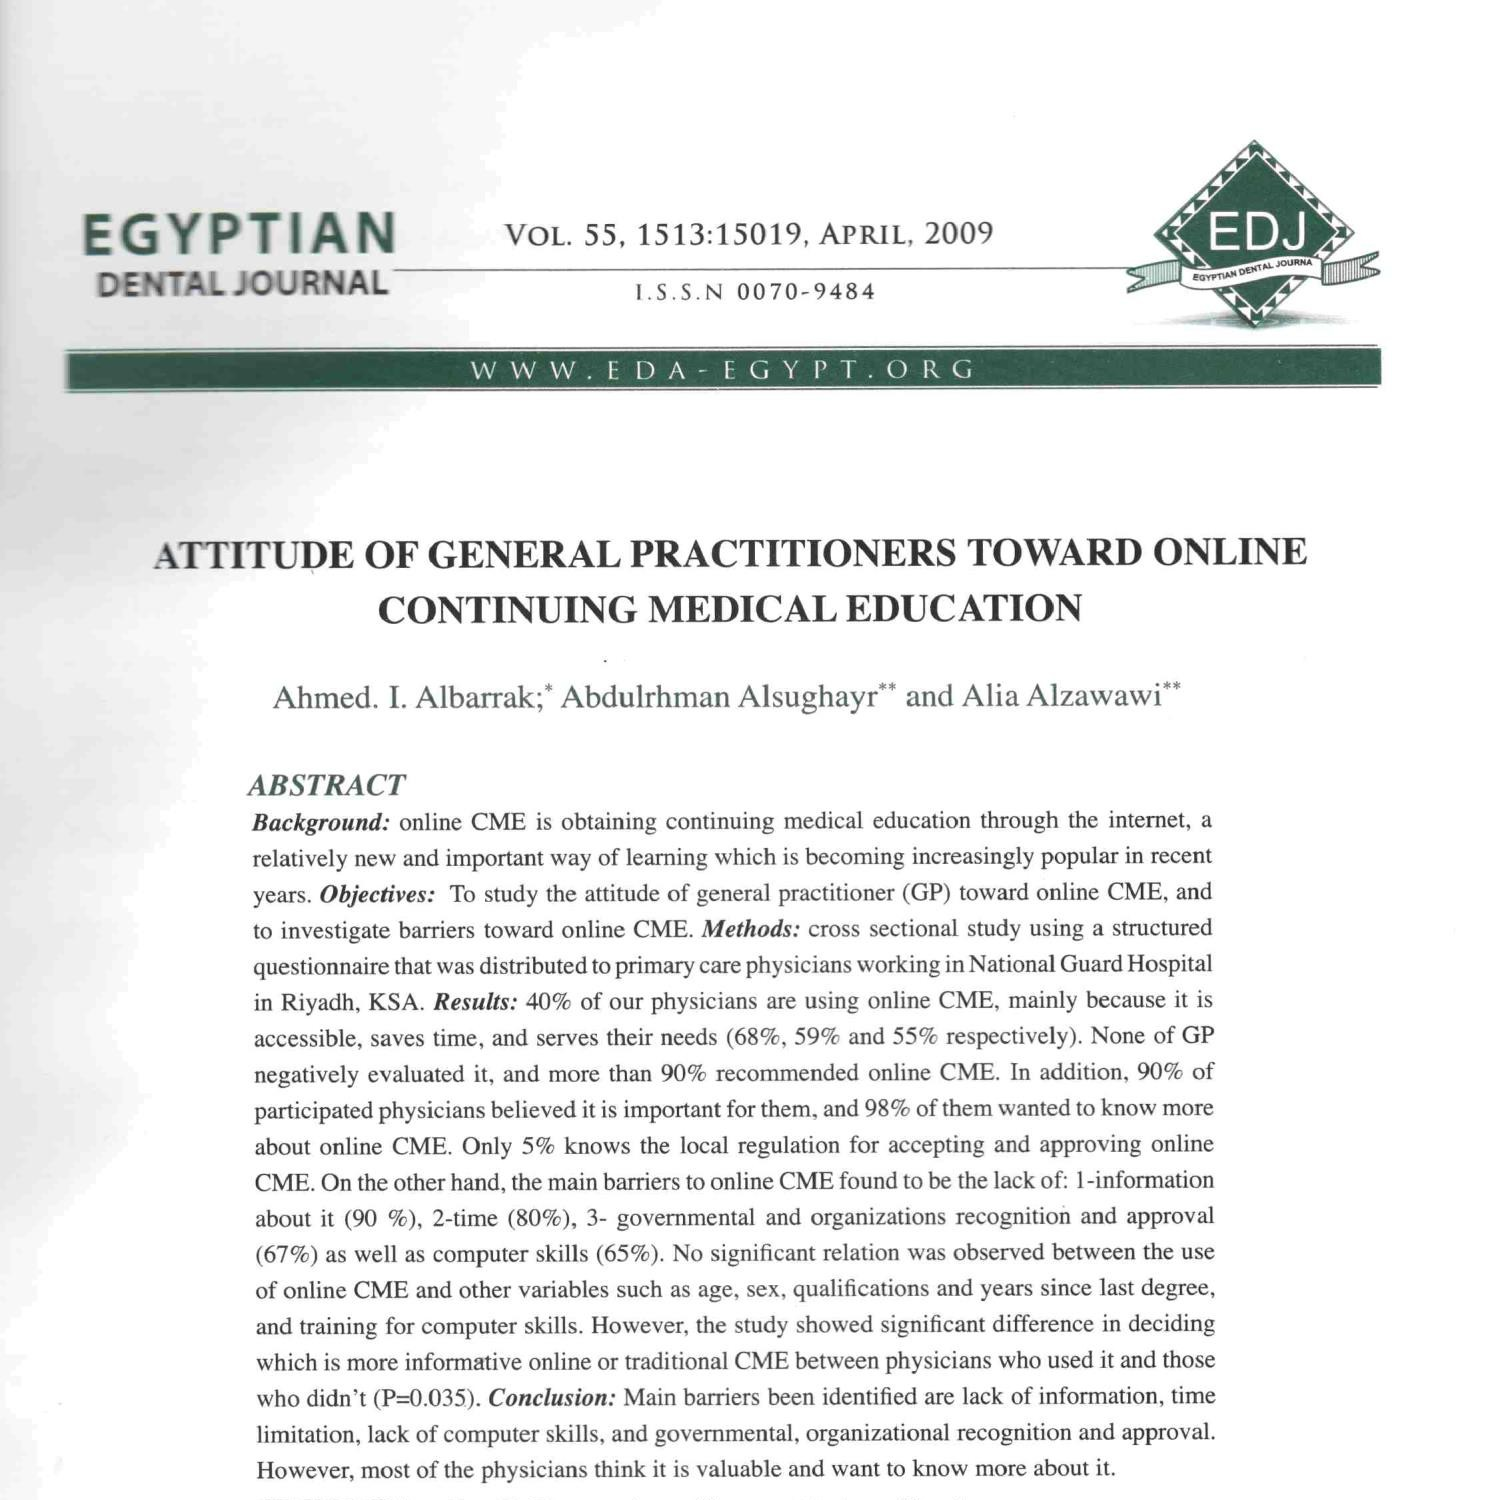 EGYPTIAN
DENTAL JOURNAL
VOL. 55, 1513:15019, APRIL, 2009
I.S.S.N 0070-9484
EDJ
EGYPTIAN DENTAL JOURNA
WWW.EDA-EGYPT.ORG
ATTITUDE OF GENERAL PRACTITIONERS TOWARD ONLINE
CONTINUING MEDICAL EDUCATION
Ahmed. I. Albarrak;* Abdulrhman Alsughayr** and Alia Alzawawi**
ABSTRACT
Background: online CME is obtaining continuing medical education through the internet, a
relatively new and important way of learning which is becoming increasingly popular in recent
years. Objectives: To study the attitude of general practitioner (GP) toward online CME, and
to investigate barriers toward online CME. Methods: cross sectional study using a structured
questionnaire that was distributed to primary care physicians working in National Guard Hospital
in Riyadh, KSA. Results: 40% of our physicians are using online CME, mainly because it is
accessible, saves time, and serves their needs (68%, 59% and 55% respectively). None of GP
negatively evaluated it, and more than 90% recommended online CME. In addition, 90% of
participated physicians believed it is important for them, and 98% of them wanted to know more
about online CME. Only 5% knows the local regulation for accepting and approving online
CME. On the other hand, the main barriers to online CME found to be the lack of: 1-information
about it (90 %), 2-time (80%), 3- governmental and organizations recognition and approval
(67%) as well as computer skills (65%). No significant relation was observed between the use
of online CME and other variables such as age, sex, qualifications and years since last degree,
and training for computer skills. However, the study showed significant difference in deciding
which is more informative online or traditional CME between physicians who used it and those
who didn't (P=0.035). Conclusion: Main barriers been identified are lack of information, time
limitation, lack of computer skills, and governmental, organizational recognition and approval.
However, most of the physicians think it is valuable and want to know more about it.